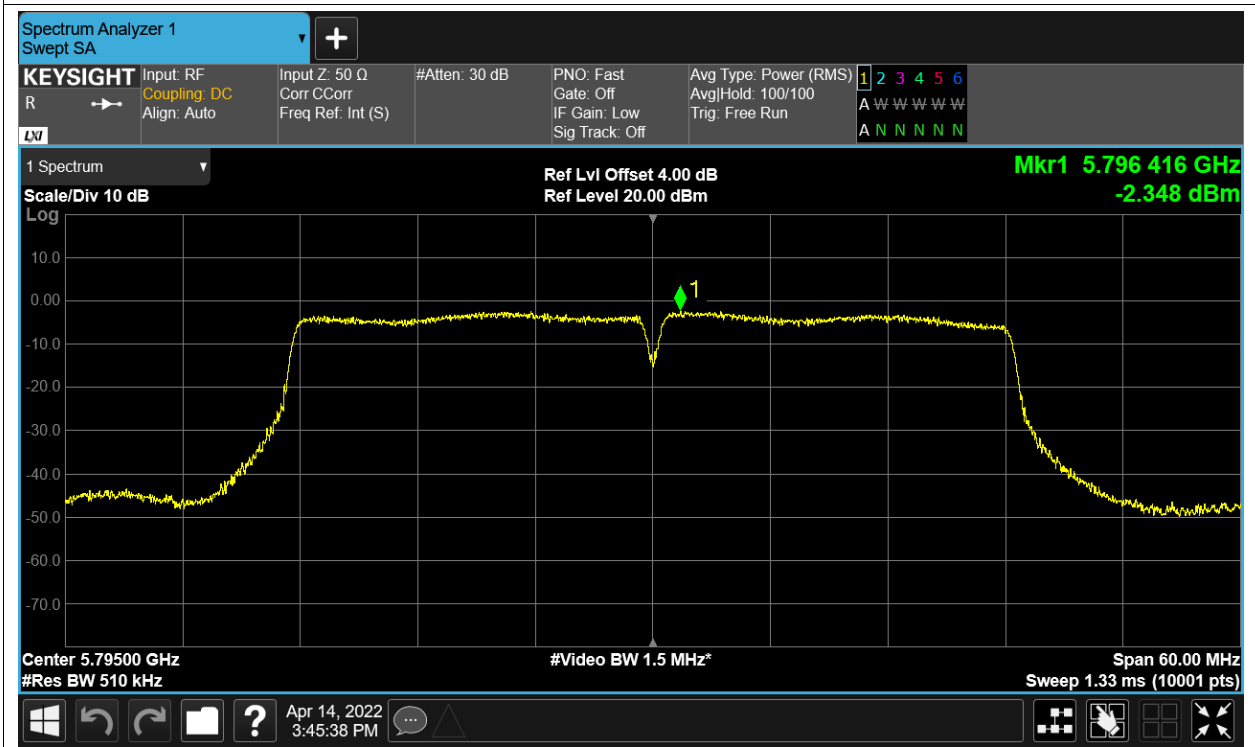 Spectrum Analyzer 1
Swept SA
KEYSIGHT
R
LXI
Input: RF
Coupling: DC
Align: Auto
Input Z: 50 Ω
Corr CCorr
Freq Ref: Int (S)
#Atten: 30 dB
PNO: Fast
Gate: Off
IF Gain: Low
Sig Track: Off
Avg Type: Power (RMS)
Avg|Hold: 100/100
Trig: Free Run
1 2 3 4 5 6
A W W W W W
A N N N N N
1 Spectrum
Scale/Div 10 dB
Log
Ref Lvl Offset 4.00 dB
Ref Level 20.00 dBm
Mkr1 5.796 416 GHz
-2.348 dBm
10.0
0.00
-10.0
-20.0
-30.0
-40.0
-50.0
-60.0
-70.0
1
Center 5.79500 GHz
#Res BW 510 kHz
#Video BW 1.5 MHz*
Span 60.00 MHz
Sweep 1.33 ms (10001 pts)
?
Apr 14, 2022
3:45:38 PM